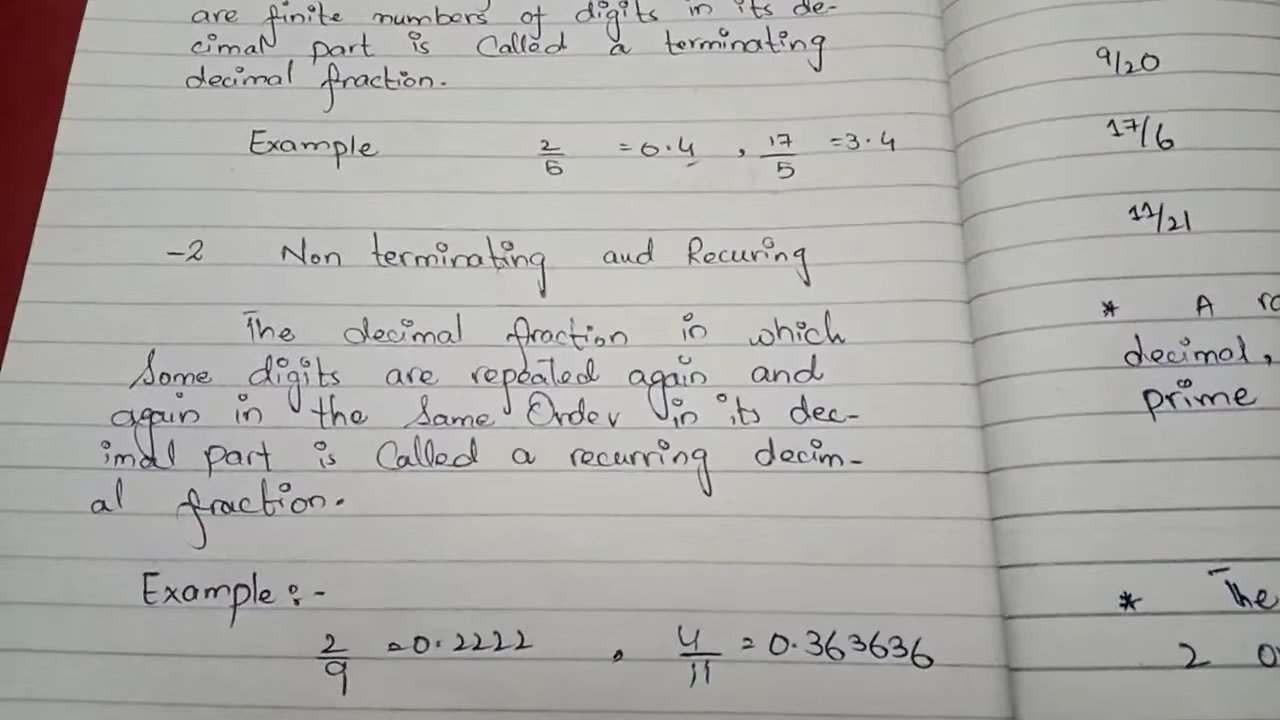 are finite numbers of digits in its de-
cimal part is called a terminating
decimal fraction.
Example 2/5 =0.4 , 17/5 =3.4
-2 Non terminating and Recuring
The decimal fraction in which
Some digits are repeated again and
again in the Same Order in its dec-
imal part is Called a recurring decim-
al fraction.
Example:-
2/9 =0.2222 , 4/11 = 0.363636
9/20
17/6
11/21
* A
decimal,
prime
* The
2